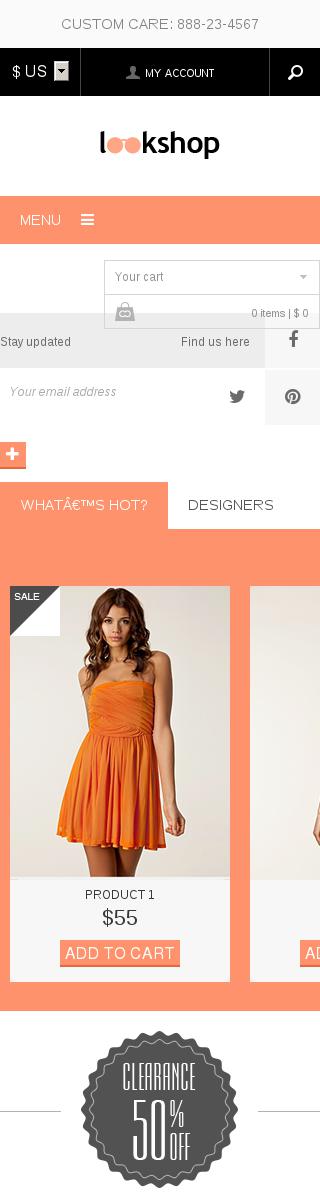 CUSTOM CARE: 888-23-4567
$ US
MY ACCOUNT
lookshop
MENU
Your cart
0 items | $ 0
Stay updated
Find us here
Your email address
WHATÂ€™S HOT?
DESIGNERS
SALE
PRODUCT 1
$55
ADD TO CART
AD
CLEARANCE
50%
OFF